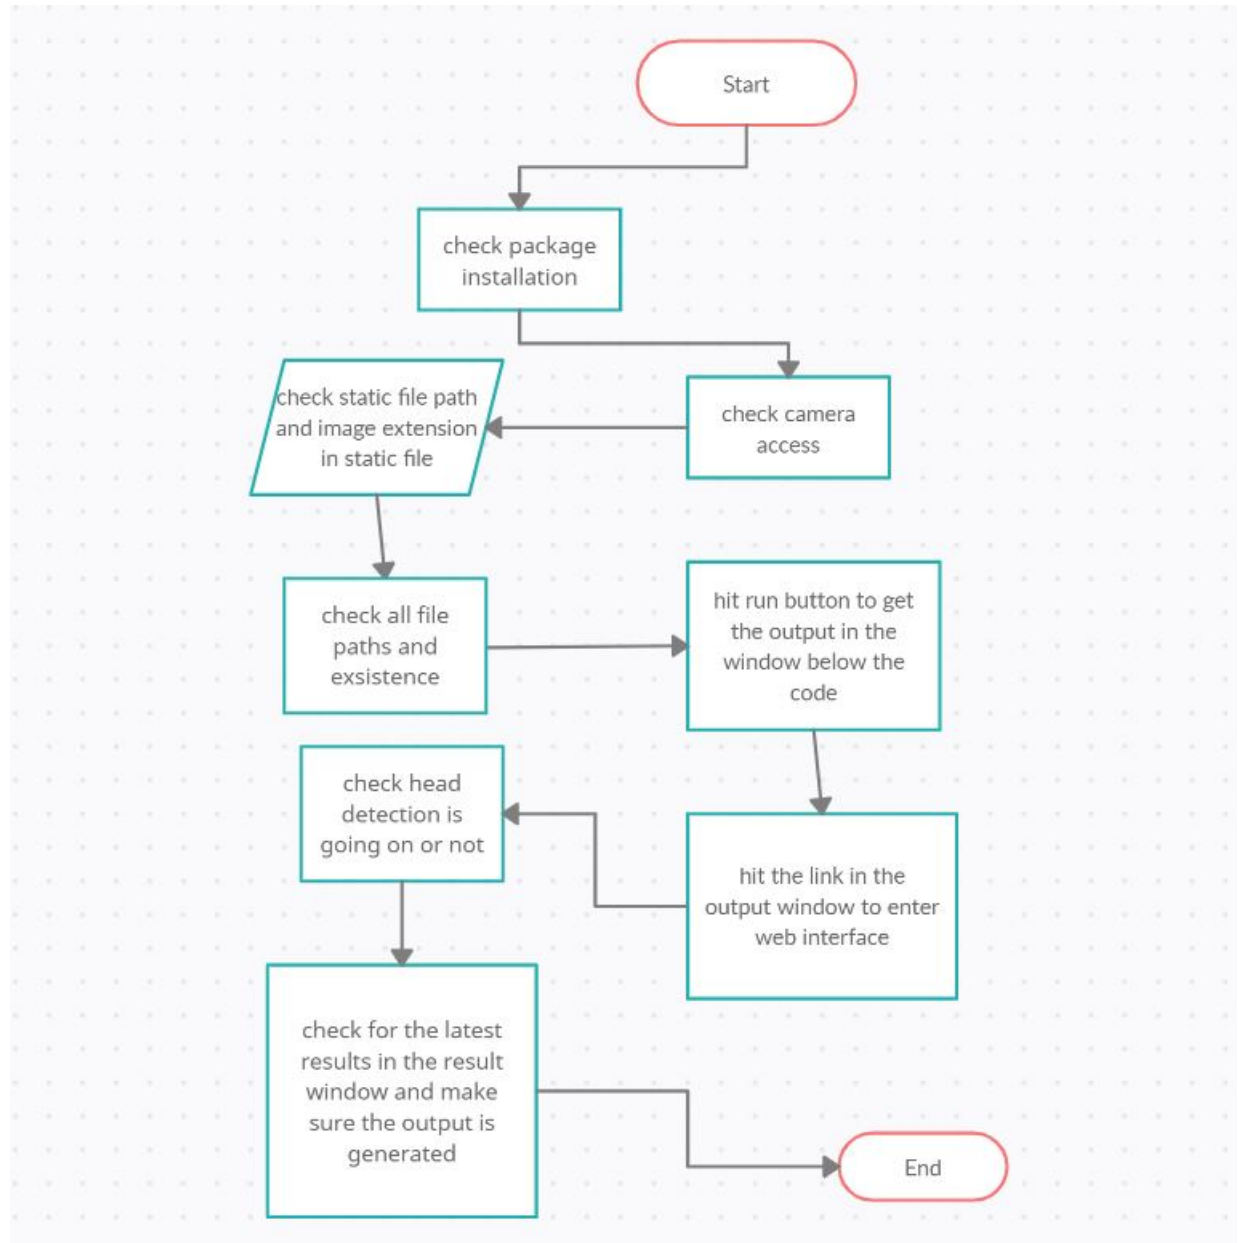 Start
check package
installation
check camera
access
check static file path
and image extension
in static file
check all file
paths and
exsistence
hit run button to get
the output in the
window below the
code
hit the link in the
output window to enter
web interface
check head
detection is
going on or not
check for the latest
results in the result
window and make
sure the output is
generated
End